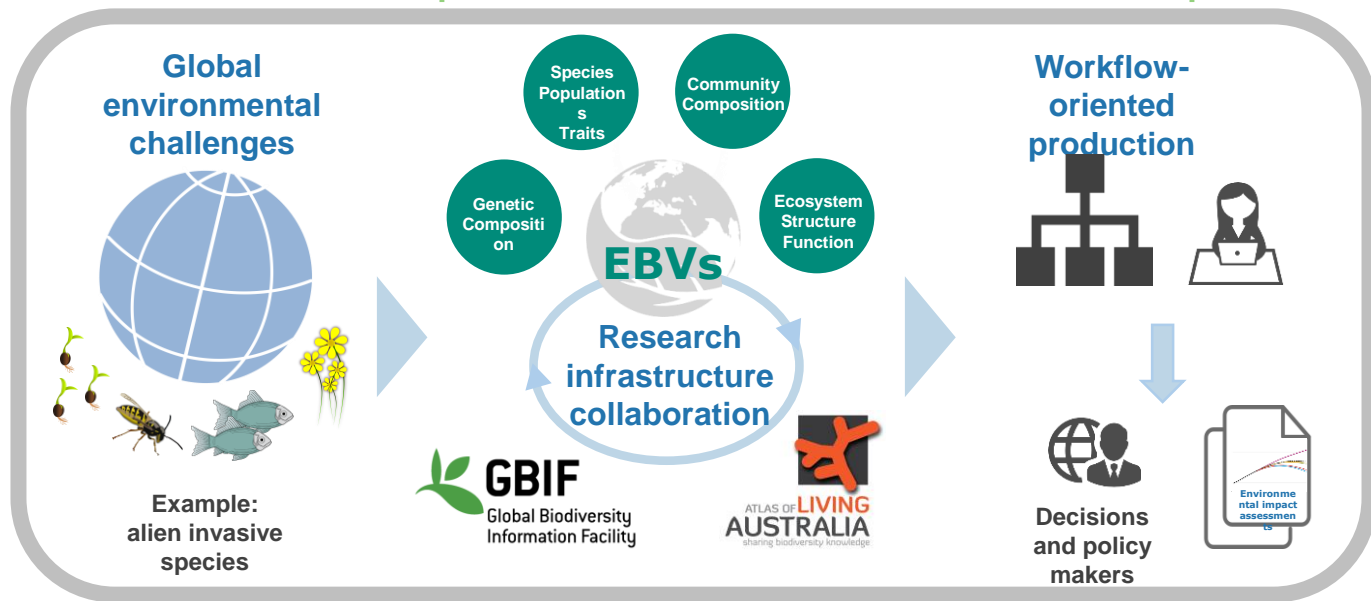 Global
environmental
challenges
Example:
alien invasive
species
Species
Population
s
Traits
Community
Composition
Genetic
Compositi
on
Ecosystem
Structure
Function
EBVs
Research
infrastructure
collaboration
GBIF
Global Biodiversity
Information Facility
ATLAS OF LIVING
AUSTRALIA
sharing biodiversity knowledge
Workflow-
oriented
production
Decisions
and policy
makers
Environme
ntal impact
assessmen
ts